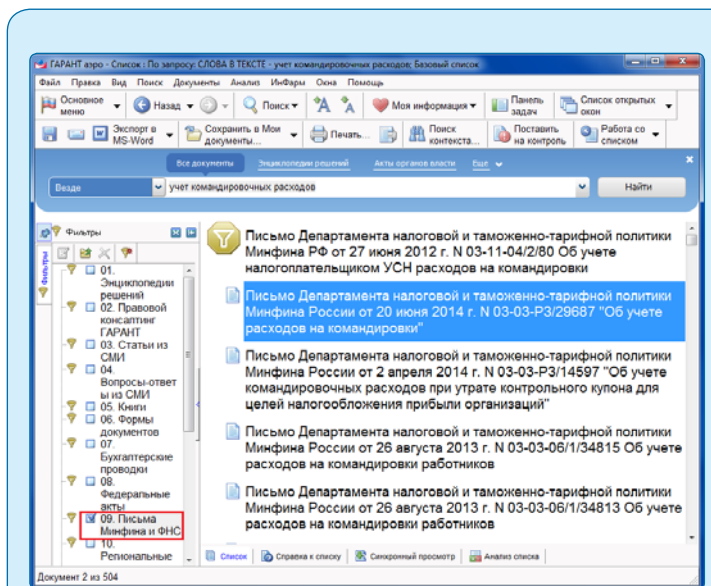 ГАРАНТ аэро - Список : По запросу: СЛОВА В ТЕКСТЕ - учет командировочных расходов; Базовый список
Файл Правка Вид Поиск Документы Анализ ИнФарм Окна Помощь
Основное меню Назад Поиск Моя информация Панель задач Список открытых окон
Экспорт в MS-Word Сохранить в Мои документы... Печать... Поиск контекста... Поставить на контроль Работа со списком
Все документы Энциклопедии решений Акты органов власти Еще
Везде учет командировочных расходов Найти
Фильтры
Фильтры
01.
Энциклопедии
решений
02. Правовой
консалтинг
ГАРАНТ
03. Статьи из
СМИ
04.
Вопросы-ответ
ы из СМИ
05. Книги
06. Формы
документов
07.
Бухгалтерские
проводки
08.
Федеральные
акты
09. Письма
Минфина и ФНС
10.
Региональные
Письмо Департамента налоговой и таможенно-тарифной политики
Минфина РФ от 27 июня 2012 г. N 03-11-04/2/80 Об учете
налогоплательщиком УСН расходов на командировки
Письмо Департамента налоговой и таможенно-тарифной политики
Минфина России от 20 июня 2014 г. N 03-03-РЗ/29687 "Об учете
расходов на командировки"
Письмо Департамента налоговой и таможенно-тарифной политики
Минфина России от 2 апреля 2014 г. N 03-03-РЗ/14597 "Об учете
командировочных расходов при утрате контрольного купона для
целей налогообложения прибыли организаций"
Письмо Департамента налоговой и таможенно-тарифной политики
Минфина России от 26 августа 2013 г. N 03-03-06/1/34815 Об учете
расходов на командировки работников
Письмо Департамента налоговой и таможенно-тарифной политики
Минфина России от 26 августа 2013 г. N 03-03-06/1/34813 Об учете
расходов на командировки работников
Список Справка к списку Синхронный просмотр Анализ списка
Документ 2 из 504